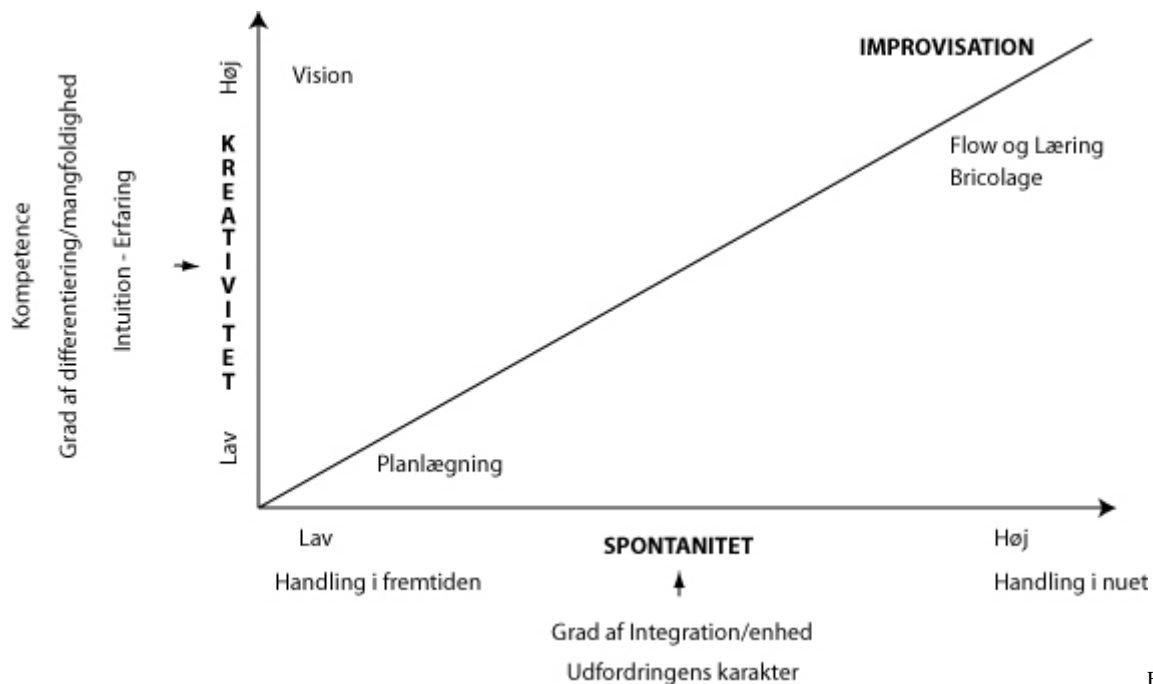 Kompetence
Grad af differentiering/mangfoldighed
Intuition - Erfaring
KREATIVITET
Høj
Lav
Vision
IMPROVISATION
Flow og Læring
Bricolage
Planlægning
Lav
SPONTANITET
Høj
Handling i fremtiden
Handling i nuet
Grad af Integration/enhed
Udfordringens karakter